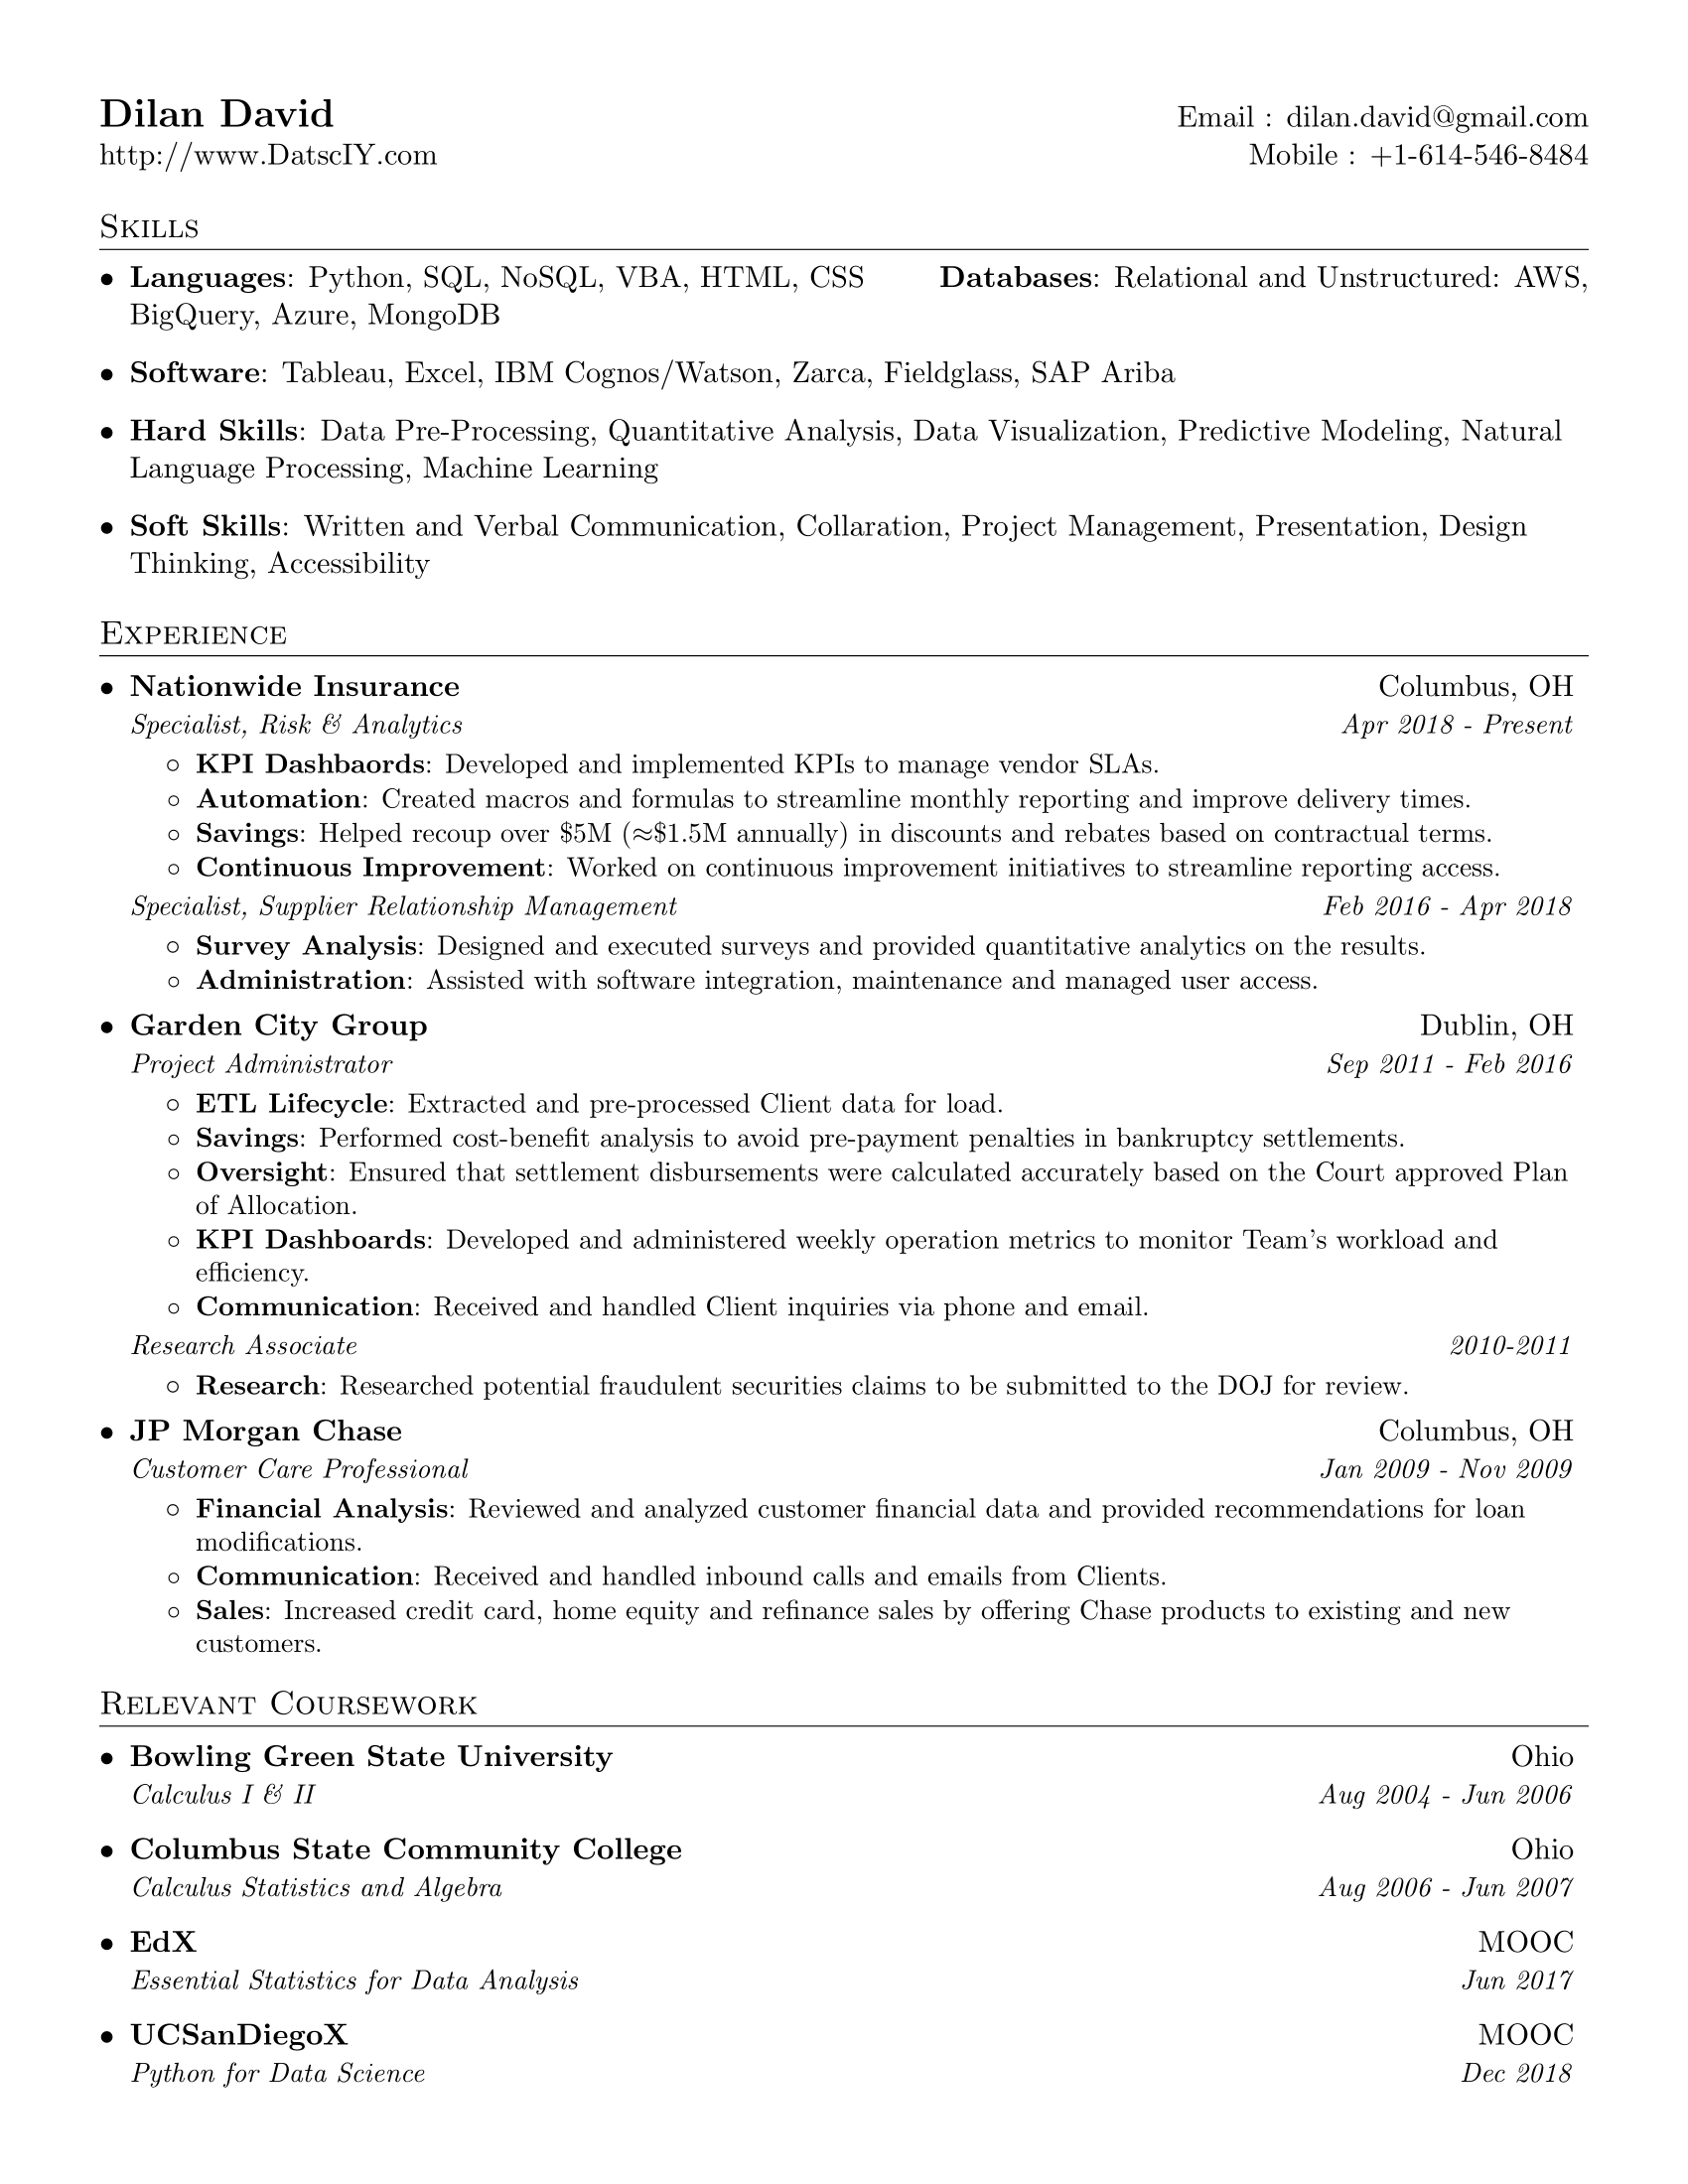 Dilan David Email : dilan.david@gmail.com
http://www.DatscIY.com Mobile : +1-614-546-8484
Skills
• Languages: Python, SQL, NoSQL, VBA, HTML, CSS Databases: Relational and Unstructured: AWS,
BigQuery, Azure, MongoDB
• Software: Tableau, Excel, IBM Cognos/Watson, Zarca, Fieldglass, SAP Ariba
• Hard Skills: Data Pre-Processing, Quantitative Analysis, Data Visualization, Predictive Modeling, Natural
Language Processing, Machine Learning
• Soft Skills: Written and Verbal Communication, Collaration, Project Management, Presentation, Design
Thinking, Accessibility
Experience
• Nationwide Insurance Columbus, OH
Specialist, Risk & Analytics Apr 2018 - Present
◦ KPI Dashbaords: Developed and implemented KPIs to manage vendor SLAs.
◦ Automation: Created macros and formulas to streamline monthly reporting and improve delivery times.
◦ Savings: Helped recoup over $5M (≈$1.5M annually) in discounts and rebates based on contractual terms.
◦ Continuous Improvement: Worked on continuous improvement initiatives to streamline reporting access.
Specialist, Supplier Relationship Management Feb 2016 - Apr 2018
◦ Survey Analysis: Designed and executed surveys and provided quantitative analytics on the results.
◦ Administration: Assisted with software integration, maintenance and managed user access.
• Garden City Group Dublin, OH
Project Administrator Sep 2011 - Feb 2016
◦ ETL Lifecycle: Extracted and pre-processed Client data for load.
◦ Savings: Performed cost-benefit analysis to avoid pre-payment penalties in bankruptcy settlements.
◦ Oversight: Ensured that settlement disbursements were calculated accurately based on the Court approved Plan
of Allocation.
◦ KPI Dashboards: Developed and administered weekly operation metrics to monitor Team's workload and
efficiency.
◦ Communication: Received and handled Client inquiries via phone and email.
Research Associate 2010-2011
◦ Research: Researched potential fraudulent securities claims to be submitted to the DOJ for review.
• JP Morgan Chase Columbus, OH
Customer Care Professional Jan 2009 - Nov 2009
◦ Financial Analysis: Reviewed and analyzed customer financial data and provided recommendations for loan
modifications.
◦ Communication: Received and handled inbound calls and emails from Clients.
◦ Sales: Increased credit card, home equity and refinance sales by offering Chase products to existing and new
customers.
Relevant Coursework
• Bowling Green State University Ohio
Calculus I & II Aug 2004 - Jun 2006
• Columbus State Community College Ohio
Calculus Statistics and Algebra Aug 2006 - Jun 2007
• EdX MOOC
Essential Statistics for Data Analysis Jun 2017
• UCSanDiegoX MOOC
Python for Data Science Dec 2018